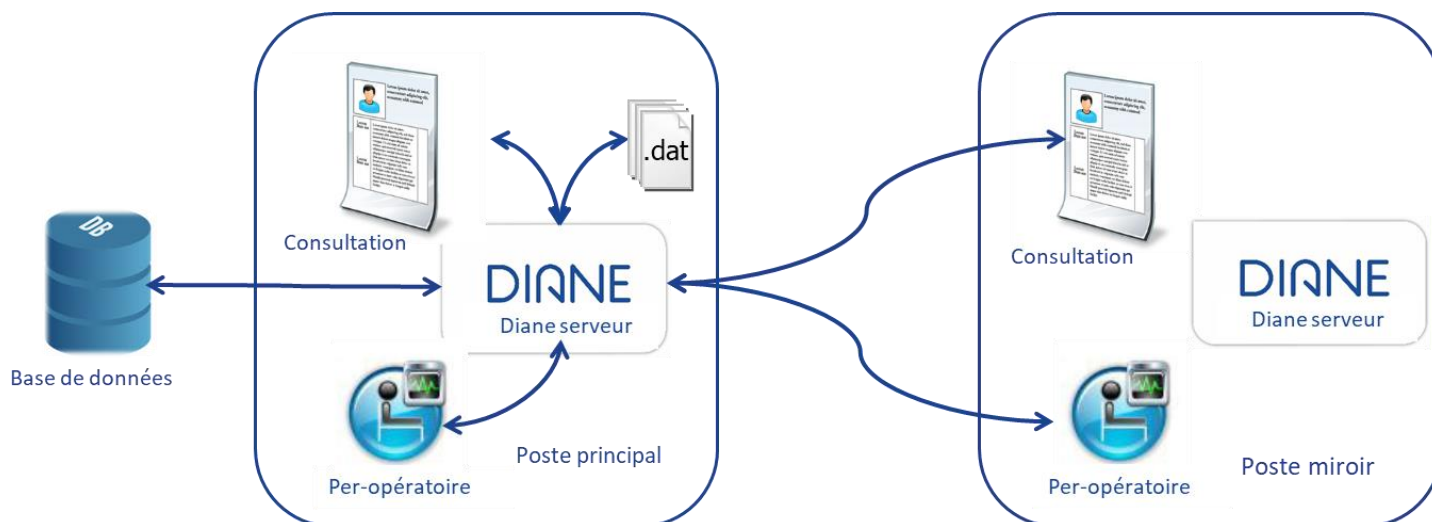 DB
Base de données
Consultation
.dat
DIANE
Diane serveur
Per-opératoire
Poste principal
Consultation
DIANE
Diane serveur
Per-opératoire
Poste miroir